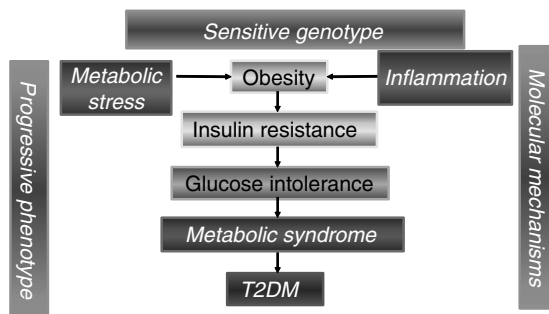 Sensitive genotype
Metabolic
stress
Obesity
Inflammation
Insulin resistance
Glucose intolerance
Metabolic syndrome
T2DM
Progressive phenotype
Molecular mechanisms